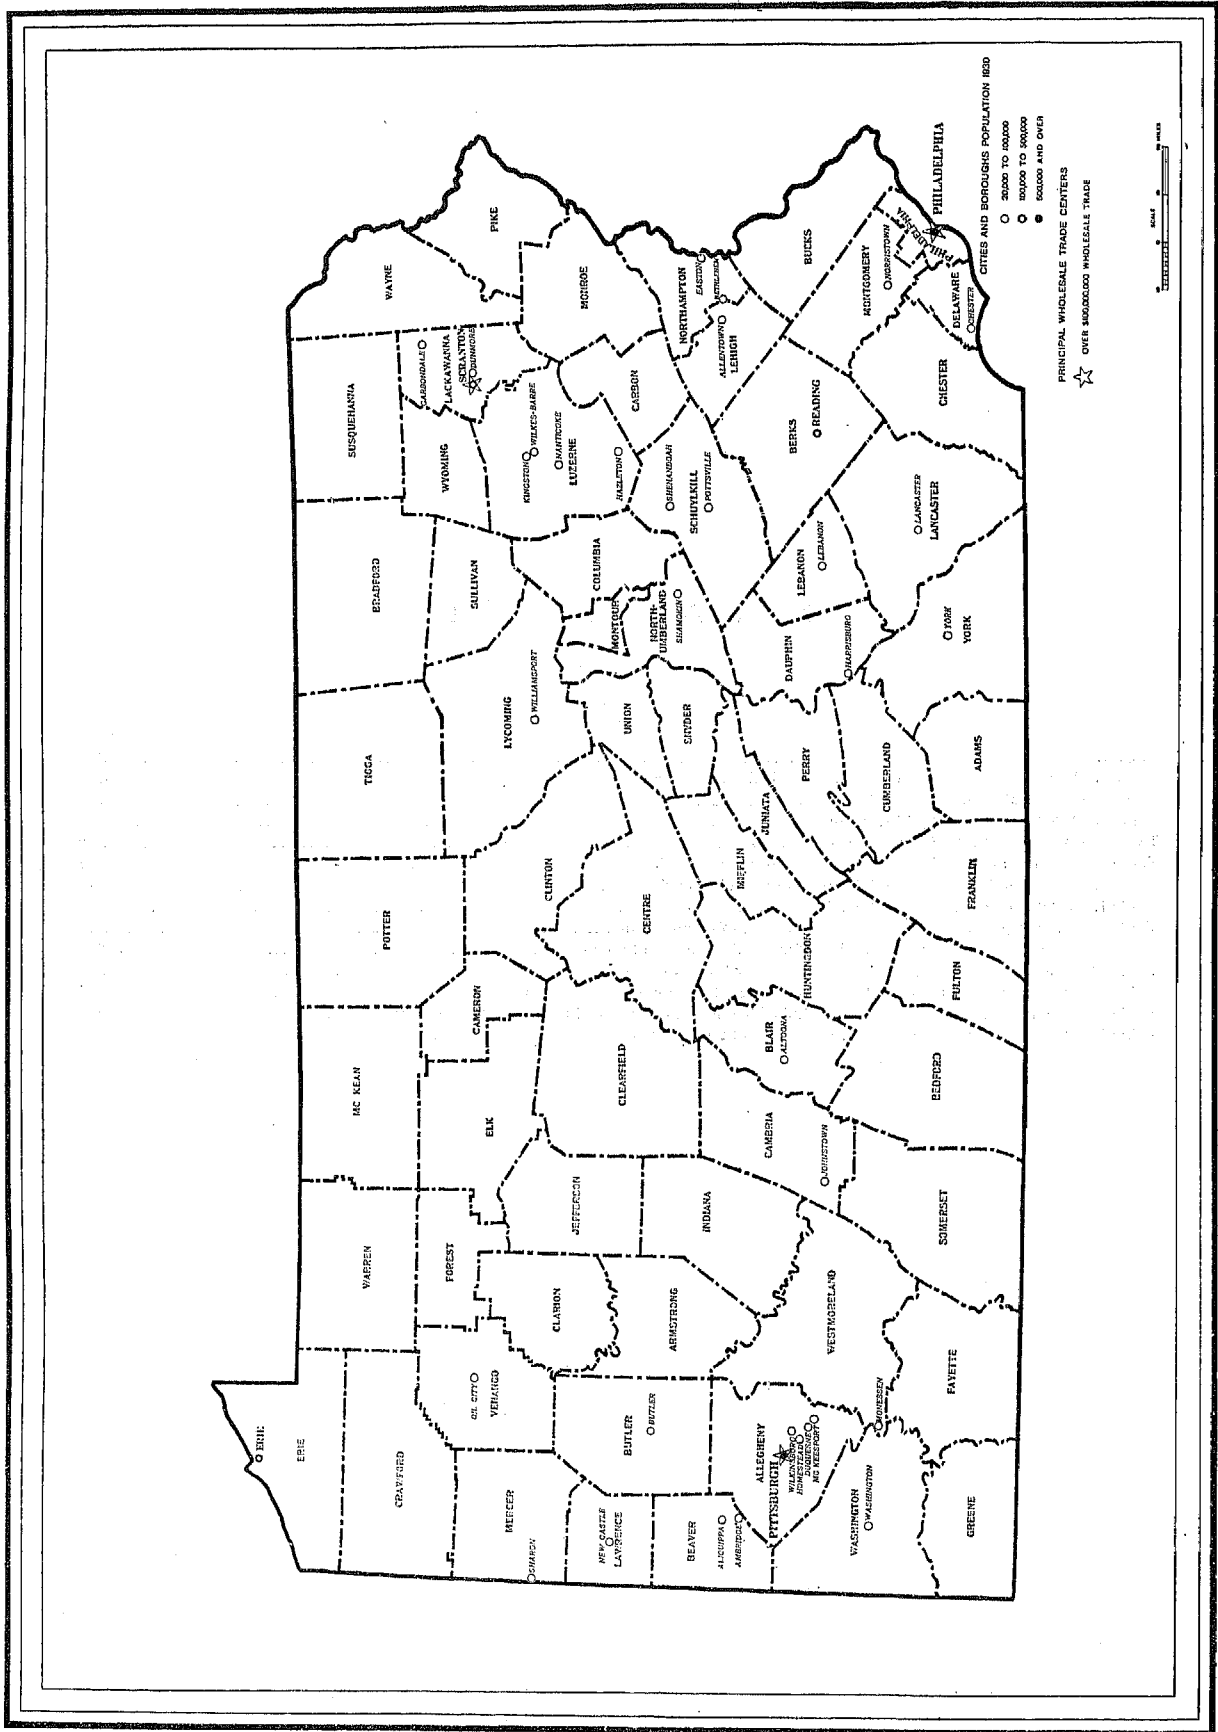 ERIE
ERIE
CRAWFORD
WARREN
MC KEAN
POTTER
TIOGA
BRADFORD
SUSQUEHANNA
WAYNE
PIKE
MERCER
SHARON
OIL CITY
VENANGO
FOREST
ELK
CAMERON
CLINTON
LYCOMING
WILLIAMSPORT
SULLIVAN
WYOMING
CARBONDALE
LACKAWANNA
SCRANTON
DUNMORE
NEW CASTLE
LAWRENCE
BUTLER
BUTLER
CLARION
JEFFERSON
CLEARFIELD
CENTRE
UNION
MONTOUR
COLUMBIA
KINGSTON
WILKES-BARRE
NANTICOKE
LUZERNE
HAZLETON
MONROE
CARBON
BEAVER
ALIQUIPPA
AMBRIDGE
ARMSTRONG
INDIANA
SNYDER
NORTH-
UMBERLAND
SHAMOKIN
SCHUYLKILL
SHENANDOAH
POTTSVILLE
NORTHAMPTON
EASTON
BETHLEHEM
ALLENTOWN
LEHIGH
ALLEGHENY
PITTSBURGH
WILKINSBURG
HOMESTEAD
DUQUESNE
MC KEESPORT
CAMBRIA
JOHNSTOWN
BLAIR
ALTOONA
HUNTINGDON
MIFFLIN
JUNIATA
PERRY
DAUPHIN
HARRISBURG
LEBANON
LEBANON
BERKS
READING
BUCKS
MONTGOMERY
NORRISTOWN
PHILADELPHIA
PHILADELPHIA
WASHINGTON
WASHINGTON
MONESSEN
WESTMORELAND
CUMBERLAND
LANCASTER
LANCASTER
CHESTER
DELAWARE
CHESTER
GREENE
FAYETTE
SOMERSET
BEDFORD
FULTON
FRANKLIN
ADAMS
YORK
YORK
CITIES AND BOROUGHS POPULATION 1930
20,000 TO 100,000
100,000 TO 500,000
500,000 AND OVER
PRINCIPAL WHOLESALE TRADE CENTERS
OVER $100,000,000 WHOLESALE TRADE
SCALE